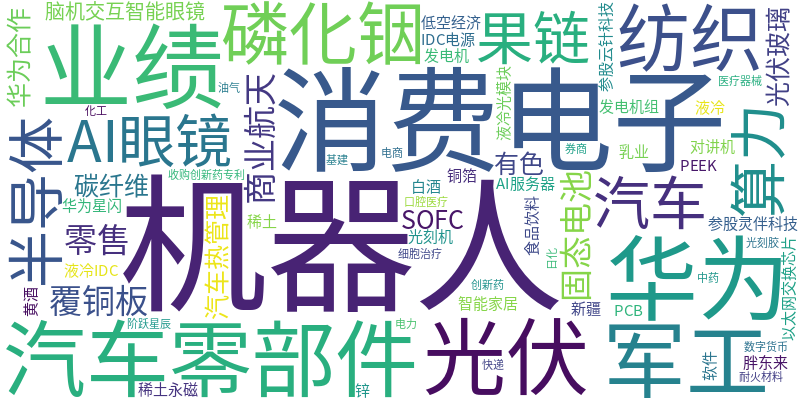 脑机交互智能眼镜
华为合作
业绩
油气
化工
磷化铟
低空经济
IDC电源
发电机
果链
纺织
参股云针科技
光伏玻璃
半导体
AI眼镜
商业航天
消费电子
液冷光模块
医疗器械
发电机组
液冷
算力
收购创新药专利
基建
电商
券商
乳业
对讲机
碳纤维
华为星闪
机器人
白酒
铜箔
有色
PEEK
AI服务器
口腔医疗
汽车热管理
稀土
SOFC
食品饮料
固态电池
汽车
参股灵伴科技
零售
光刻机
细胞治疗
日化
华为
光刻胶
以太网交换芯片
液冷IDC
黄酒
覆铜板
创新药
智能家居
新疆
PCB
中药
阶跃星辰
电力
汽车零部件
光伏
军工
数字货币
快递
软件
胖东来
稀土永磁
锌
耐火材料